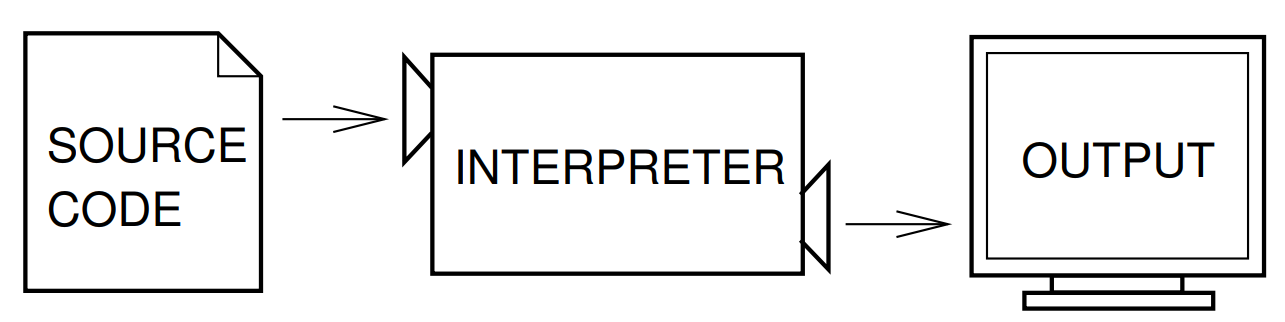 SOURCE
CODE
INTERPRETER
OUTPUT